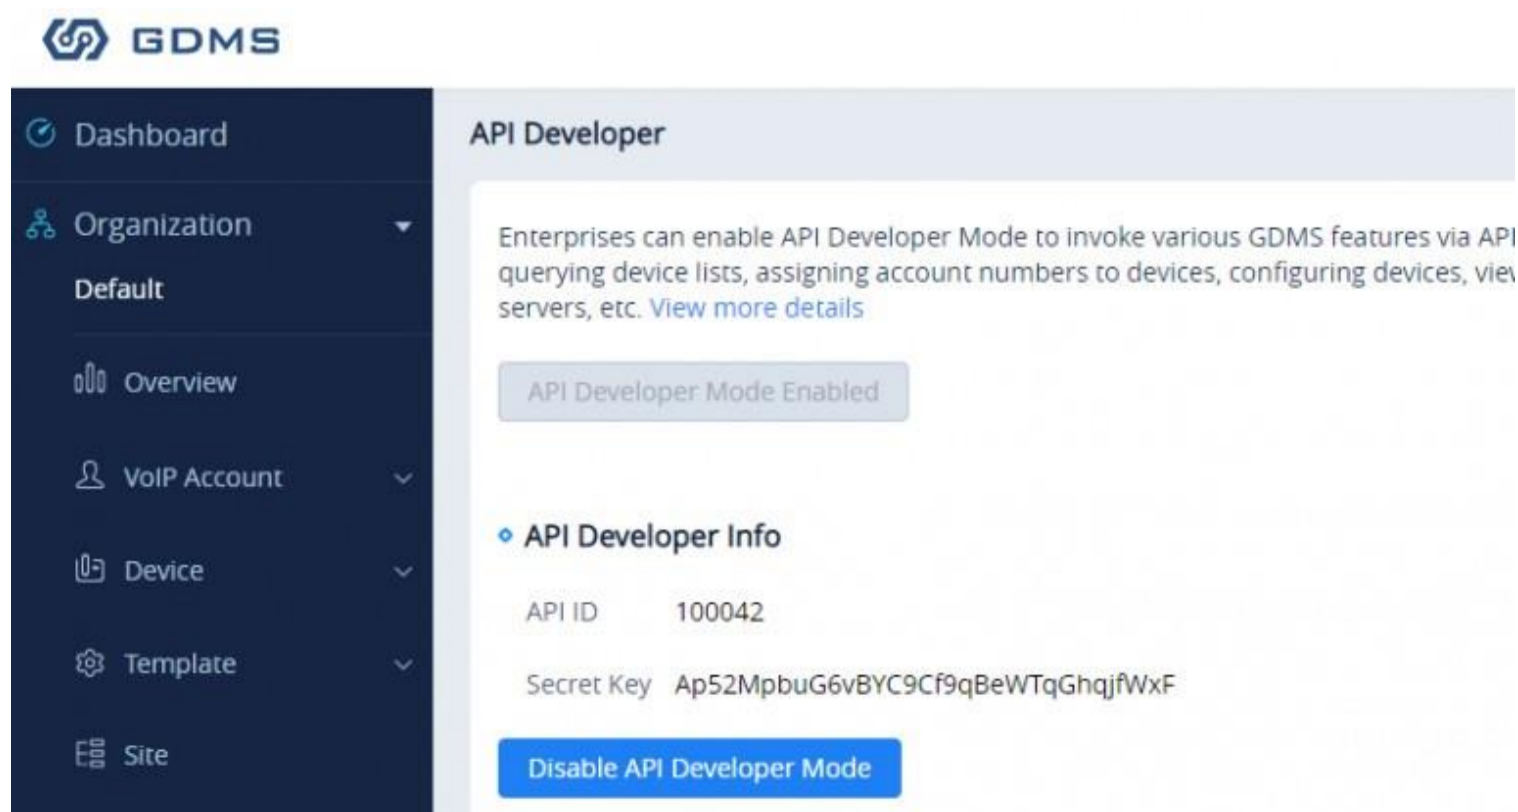 GDMS
Dashboard
Organization
Default
Overview
VoIP Account
Device
Template
Site
API Developer
Enterprises can enable API Developer Mode to invoke various GDMS features via API
querying device lists, assigning account numbers to devices, configuring devices,
servers, etc. View more details
API Developer Mode Enabled
API Developer Info
API ID 100042
Secret Key Ap52MpbuG6vBYC9Cf9qBeWTqGhqjfWxF
Disable API Developer Mode